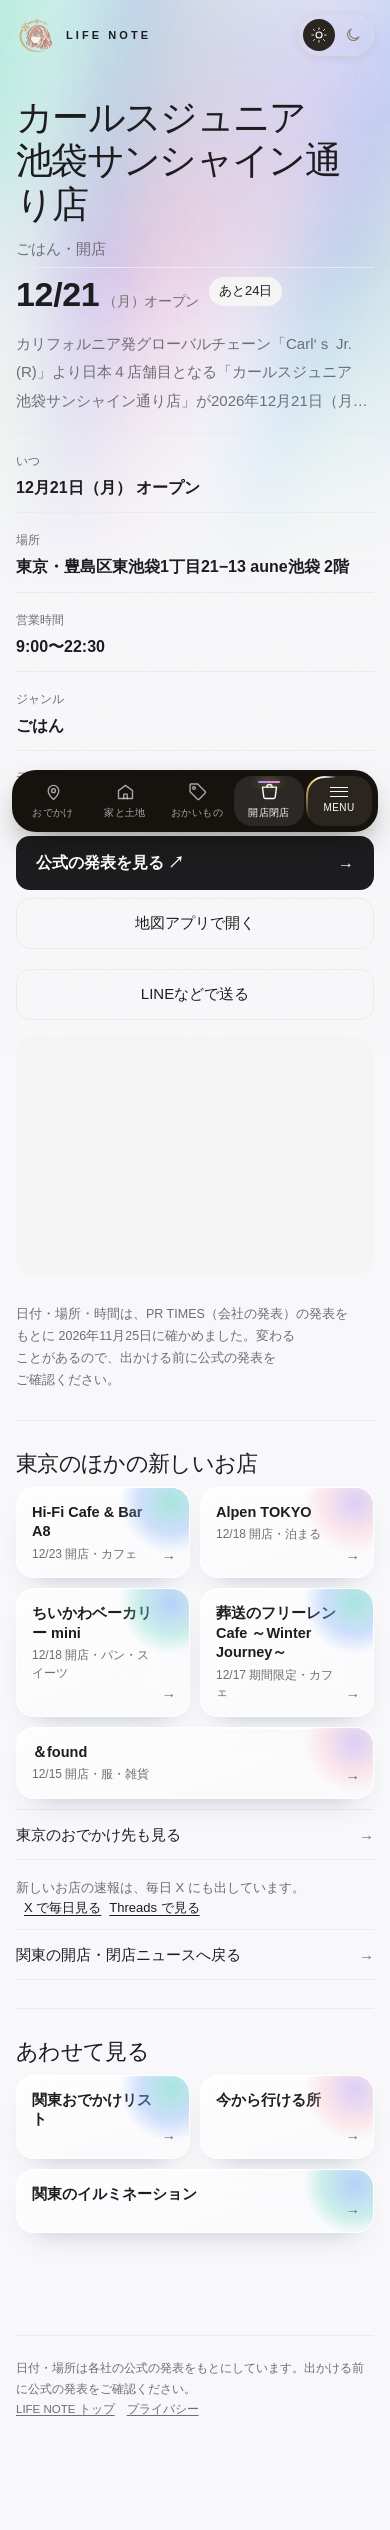 LIFE NOTE
カールスジュニア
池袋サンシャイン通
り店
ごはん・開店
12/21 （月）オープン あと24日
カリフォルニア発グローバルチェーン「Carl‘ｓ Jr.
(R)」より日本４店舗目となる「カールスジュニア
池袋サンシャイン通り店」が2026年12月21日（月…
いつ
12月21日（月） オープン
場所
東京・豊島区東池袋1丁目21−13 aune池袋 2階
営業時間
9:00〜22:30
ジャンル
ごはん
おでかけ
家と土地
おかいもの
開店閉店
MENU
公式の発表を見る ↗ →
地図アプリで開く
LINEなどで送る
日付・場所・時間は、PR TIMES（会社の発表）の発表を
もとに 2026年11月25日に確かめました。変わる
ことがあるので、出かける前に公式の発表を
ご確認ください。
東京のほかの新しいお店
Hi-Fi Cafe & Bar
A8
12/23 開店・カフェ →
Alpen TOKYO
12/18 開店・泊まる
→
ちいかわベーカリ
ー mini
12/18 開店・パン・ス
イーツ
→
葬送のフリーレン
Cafe ～Winter
Journey～
12/17 期間限定・カフ
ェ →
＆found
12/15 開店・服・雑貨 →
東京のおでかけ先も見る →
新しいお店の速報は、毎日 X にも出しています。
X で毎日見る Threads で見る
関東の開店・閉店ニュースへ戻る →
あわせて見る
関東おでかけリス
ト
→
今から行ける所
→
関東のイルミネーション
→
日付・場所は各社の公式の発表をもとにしています。出かける前
に公式の発表をご確認ください。
LIFE NOTE トップ プライバシー